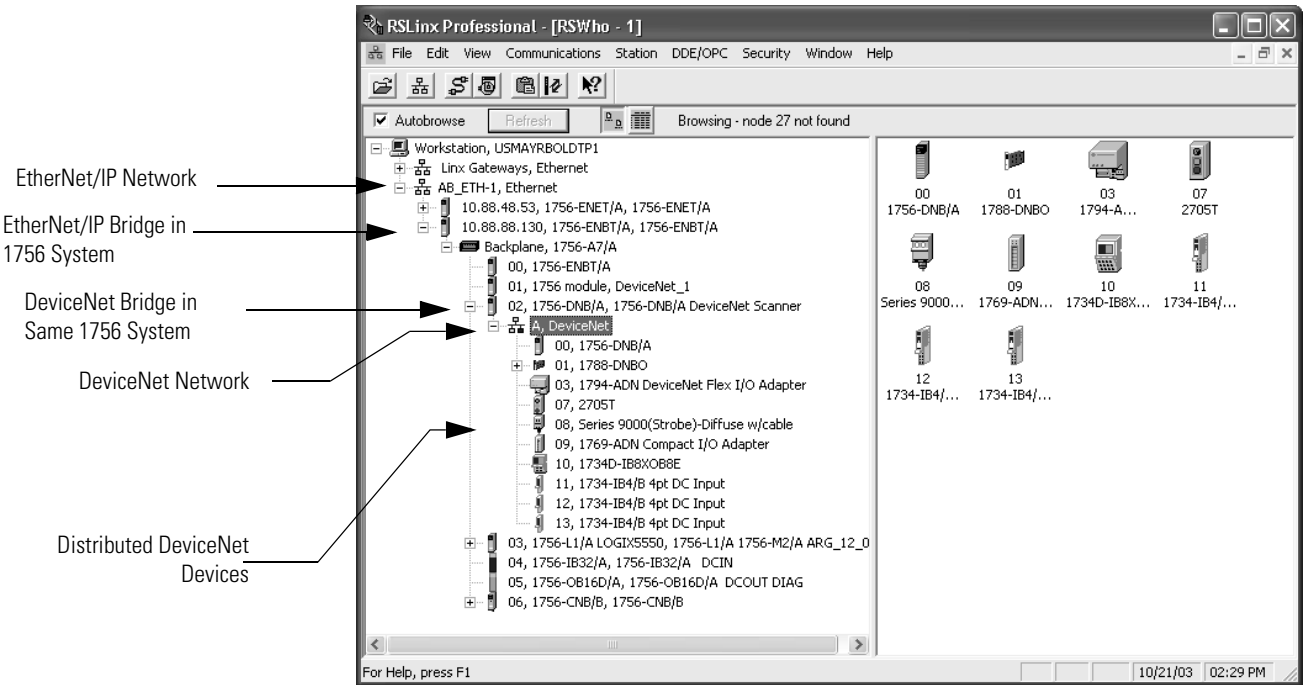 EtherNet/IP Network
EtherNet/IP Bridge in
1756 System
DeviceNet Bridge in
Same 1756 System
DeviceNet Network
Distributed DeviceNet
Devices
RSLinx Professional - [RSWho - 1]
File Edit View Communications Station DDE/OPC Security Window Help
Autobrowse Refresh Browsing - node 27 not found
Workstation, USMAYRBOLDTP1
Linx Gateways, Ethernet
AB_ETH-1, Ethernet
10.88.48.53, 1756-ENET/A, 1756-ENET/A
10.88.88.130, 1756-ENBT/A, 1756-ENBT/A
Backplane, 1756-A7/A
00, 1756-ENBT/A
01, 1756 module, DeviceNet_1
02, 1756-DNB/A, 1756-DNB/A DeviceNet Scanner
A, DeviceNet
00, 1756-DNB/A
01, 1788-DNBO
03, 1794-ADN DeviceNet Flex I/O Adapter
07, 2705T
08, Series 9000(Strobe)-Diffuse w/cable
09, 1769-ADN Compact I/O Adapter
10, 1734D-IB8XOB8E
11, 1734-IB4/B 4pt DC Input
12, 1734-IB4/B 4pt DC Input
13, 1734-IB4/B 4pt DC Input
03, 1756-L1/A LOGIX5550, 1756-L1/A 1756-M2/A ARG_12_0
04, 1756-IB32/A, 1756-IB32/A DCIN
05, 1756-OB16D/A, 1756-OB16D/A DCOUT DIAG
06, 1756-CNB/B, 1756-CNB/B
00 01 03 07
1756-DNB/A 1788-DNBO 1794-A... 2705T
08 09 10 11
Series 9000... 1769-ADN... 1734D-IB8X... 1734-IB4/...
12 13
1734-IB4/... 1734-IB4/...
For Help, press F1 10/21/03 02:29 PM